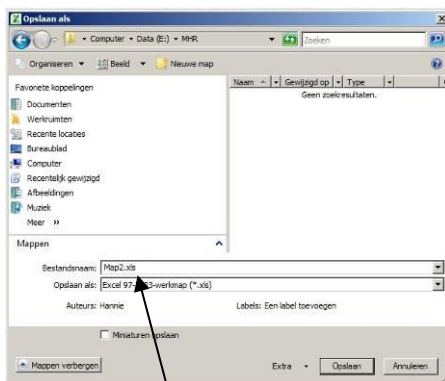 Opslaan als
Computer Data (E:) MHR
Zoeken
Organiseren Beeld Nieuwe map
Favoriete koppelingen
Documenten
Werkruimten
Recente locaties
Bureaublad
Computer
Recentelijk gewijzigd
Afbeeldingen
Muziek
Meer »
Mappen
Naam Gewijzigd op Type
Geen zoekresultaten.
Bestandsnaam: Map2.xls
Opslaan als: Excel 97-2003-werkmap (*.xls)
Auteurs: Hannie Labels: Een label toevoegen
Miniaturen opslaan
Mappen verbergen Extra Opslaan Annuleren